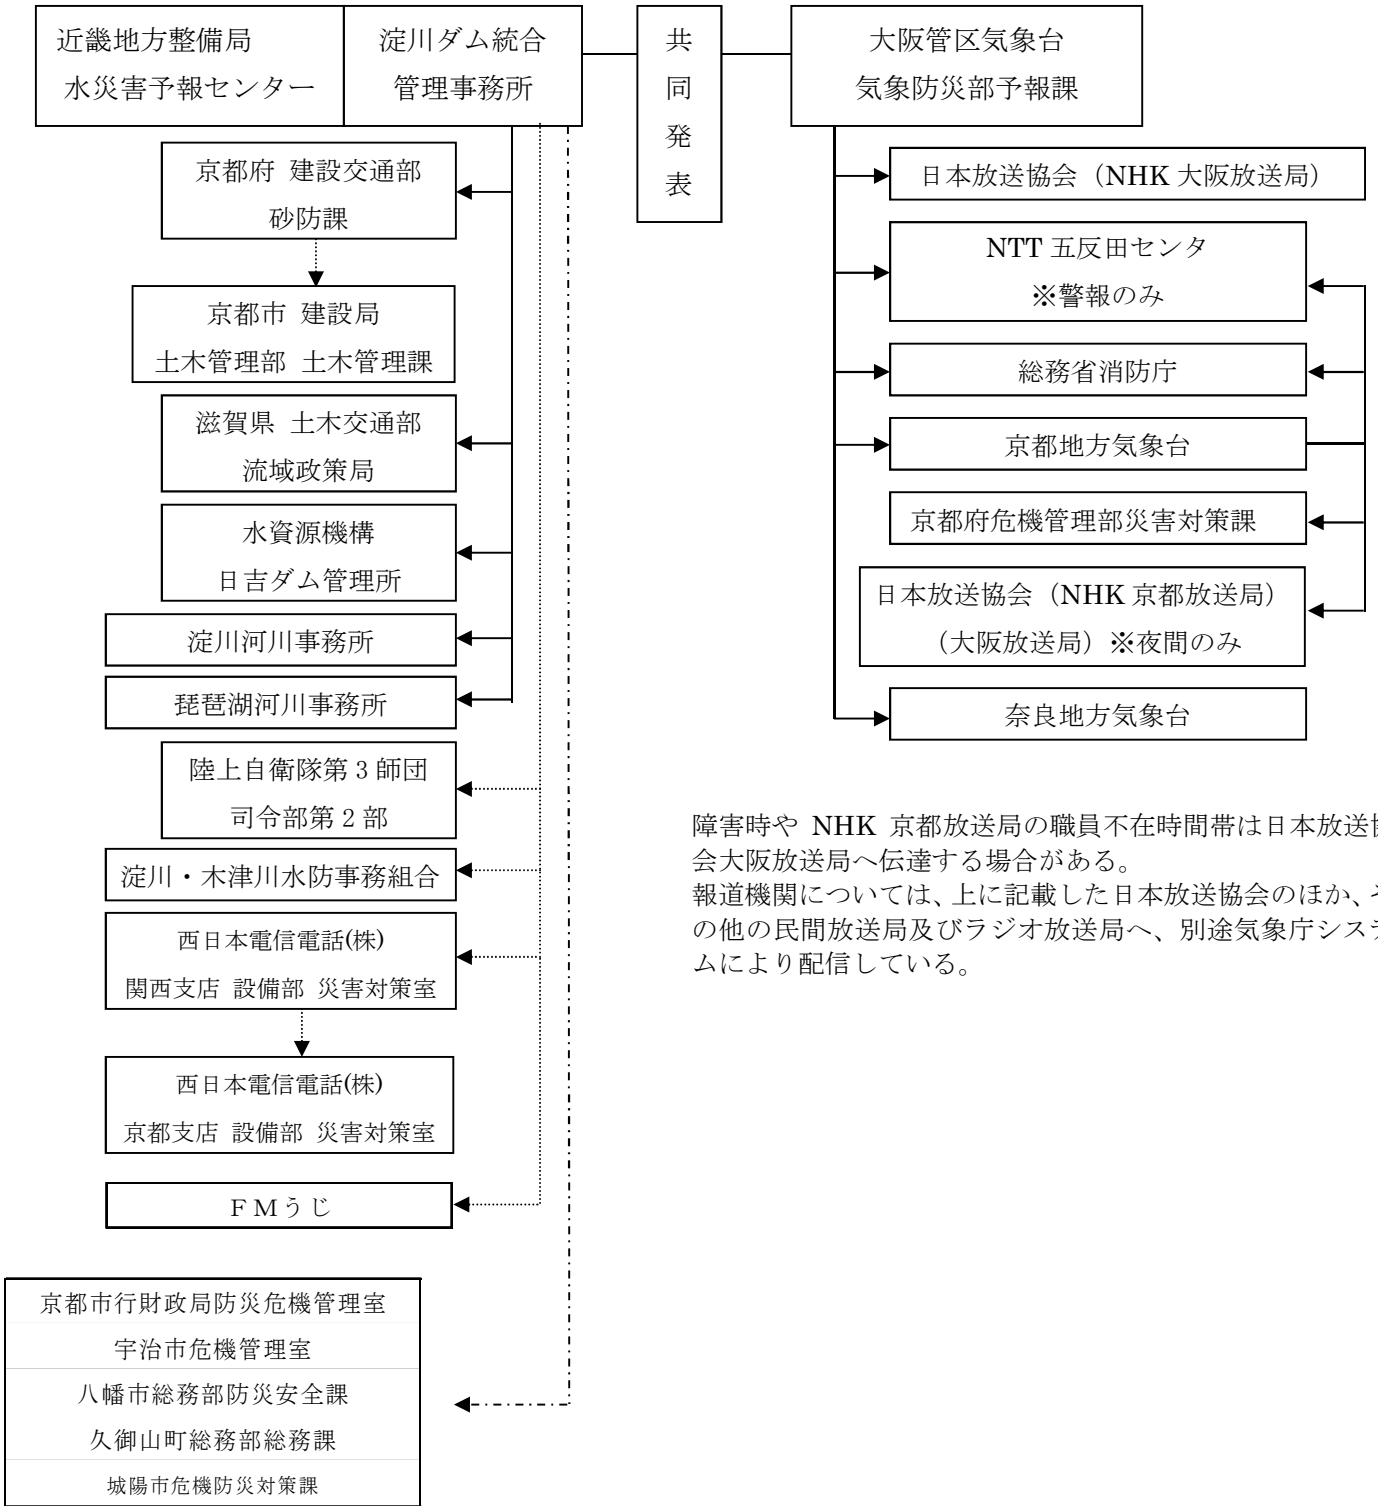 近畿地方整備局
水災害予報センター
淀川ダム統合
管理事務所
共
同
発
表
大阪管区気象台
気象防災部予報課
京都府 建設交通部
砂防課
京都市 建設局
土木管理部 土木管理課
滋賀県 土木交通部
流域政策局
水資源機構
日吉ダム管理所
淀川河川事務所
琵琶湖河川事務所
陸上自衛隊第3師団
司令部第2部
淀川・木津川水防事務組合
西日本電信電話(株)
関西支店 設備部 災害対策室
西日本電信電話(株)
京都支店 設備部 災害対策室
FMうじ
京都市行財政局防災危機管理室
宇治市危機管理室
八幡市総務部防災安全課
久御山町総務部総務課
城陽市危機防災対策課
日本放送協会（NHK 大阪放送局）
NTT 五反田センタ
※警報のみ
総務省消防庁
京都地方気象台
京都府危機管理部災害対策課
日本放送協会（NHK 京都放送局）
（大阪放送局）※夜間のみ
奈良地方気象台
障害時や NHK 京都放送局の職員不在時間帯は日本放送協
会大阪放送局へ伝達する場合がある。
報道機関については、上に記載した日本放送協会のほか、そ
の他の民間放送局及びラジオ放送局へ、別途気象庁システ
ムにより配信している。